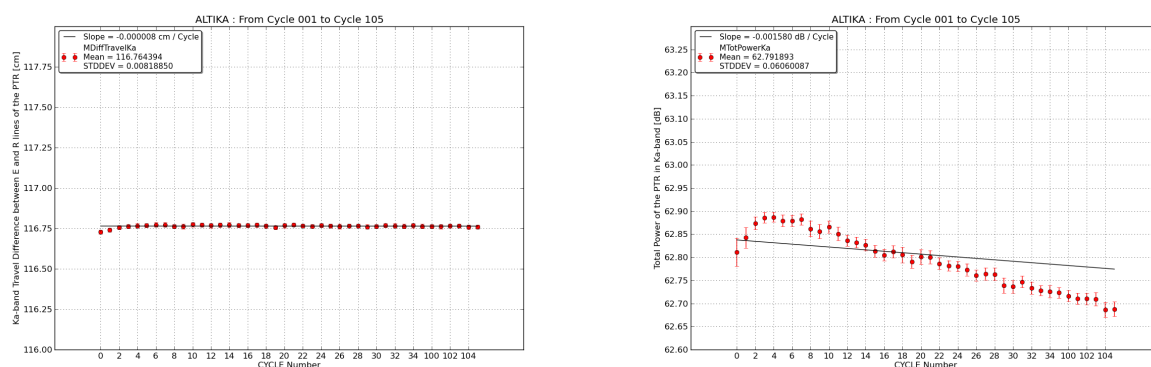 ALTIKA : From Cycle 001 to Cycle 105
Slope = -0.000008 cm / Cycle
MDiffTravelKa
Mean = 116.764394
STDDEV = 0.00818850
Ka-band Travel Difference between E and R lines of the PTR [cm]
117.75
117.50
117.25
117.00
116.75
116.50
116.25
116.00
0 2 4 6 8 10 12 14 16 18 20 22 24 26 28 30 32 34 100 102 104
CYCLE Number
ALTIKA : From Cycle 001 to Cycle 105
Slope = -0.001580 dB / Cycle
MTotPowerKa
Mean = 62.791893
STDDEV = 0.06060087
Total Power of the PTR in Ka-band [dB]
63.25
63.20
63.15
63.10
63.05
63.00
62.95
62.90
62.85
62.80
62.75
62.70
62.65
62.60
0 2 4 6 8 10 12 14 16 18 20 22 24 26 28 30 32 34 100 102 104
CYCLE Number